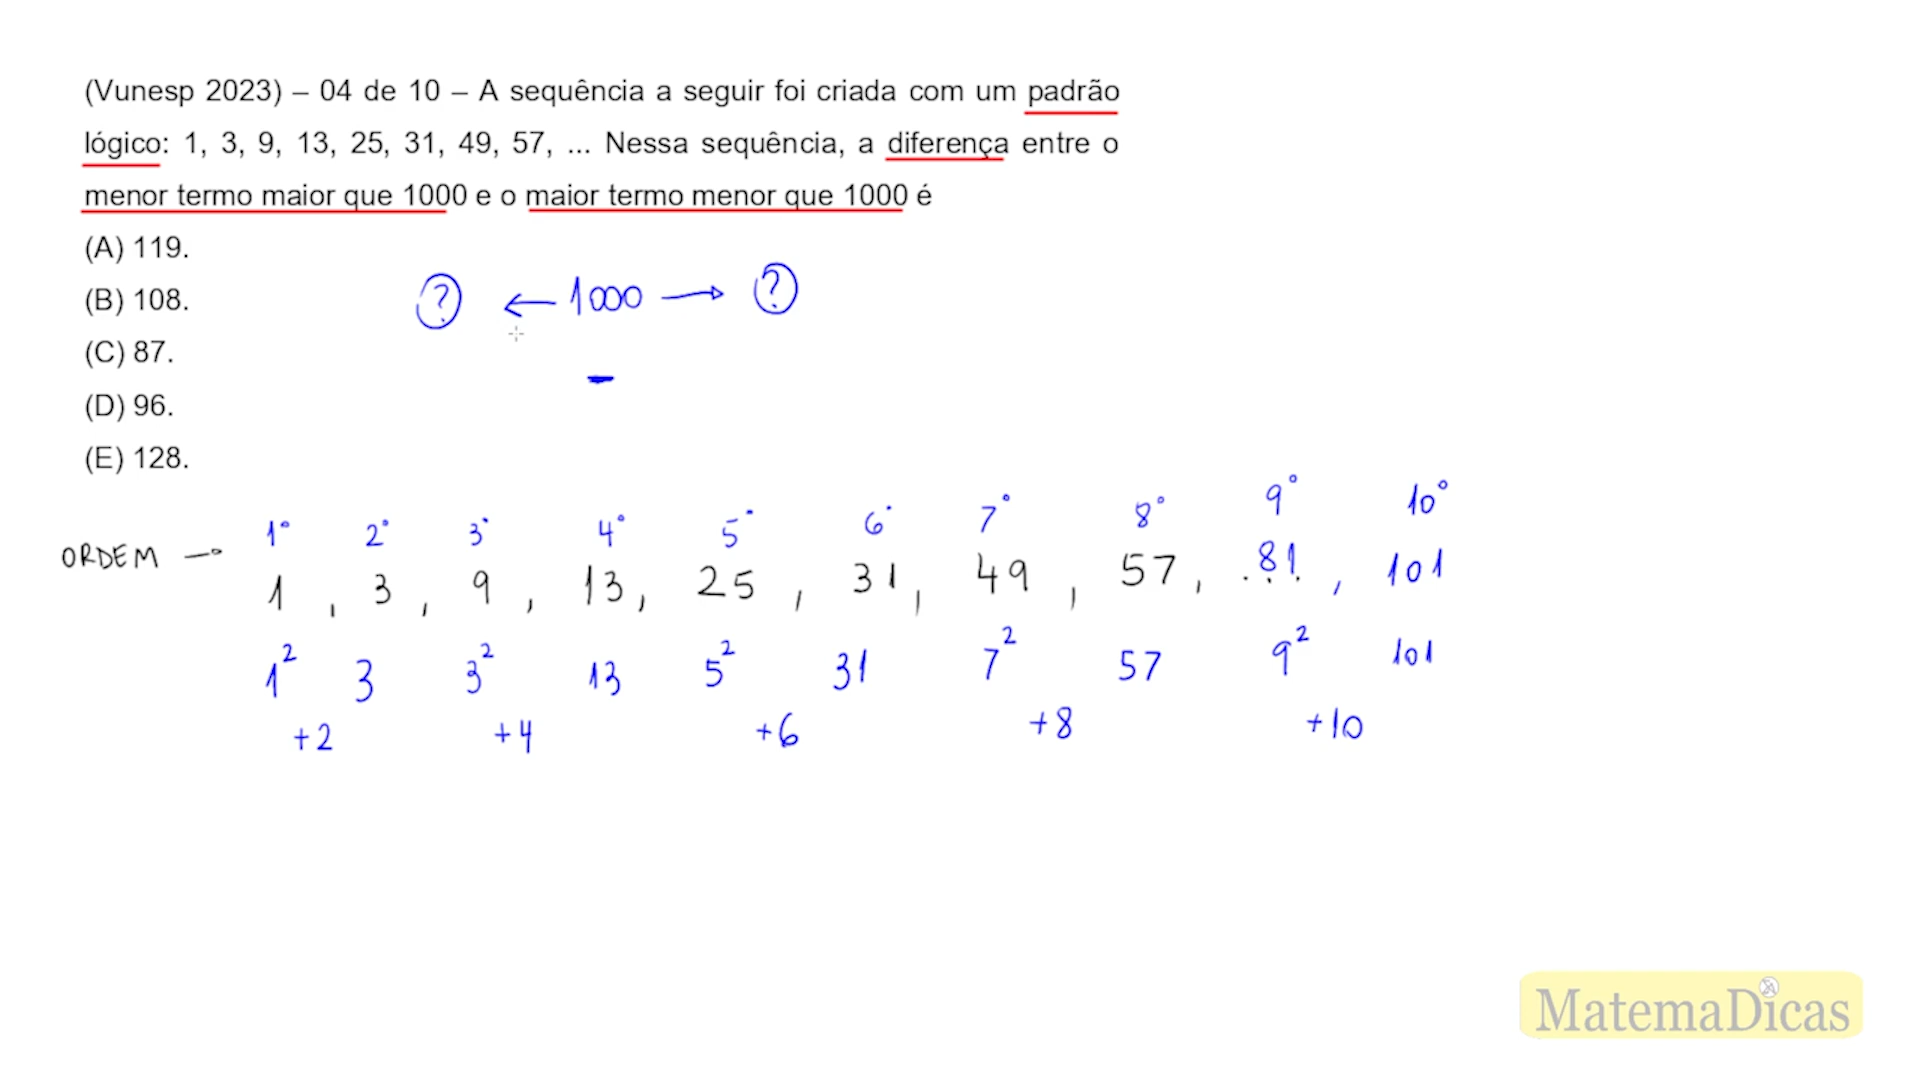 (Vunesp 2023) – 04 de 10 – A sequência a seguir foi criada com um padrão
lógico: 1, 3, 9, 13, 25, 31, 49, 57, ... Nessa sequência, a diferença entre o
menor termo maior que 1000 e o maior termo menor que 1000 é
(A) 119.
(B) 108.
(C) 87.
(D) 96.
(E) 128.
? ← 1000 → ?
-
1° 2° 3° 4° 5° 6° 7° 8° 9° 10°
ORDEM →
1, 3, 9, 13, 25, 31, 49, 57, ...81, 101
1² 3 3² 13 5² 31 7² 57 9² 101
+2 +4 +6 +8 +10
MatemaDicas